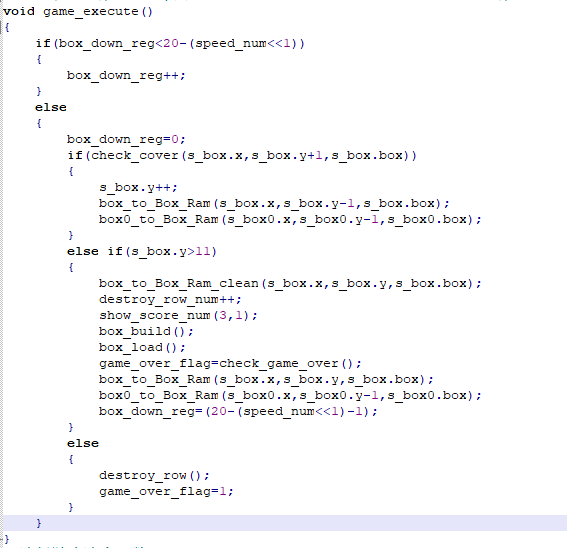 void game_execute()
{
    if(box_down_reg<20-(speed_num<<1))
    {
        box_down_reg++;
    }
    else
    {
        box_down_reg=0;
        if(check_cover(s_box.x,s_box.y+1,s_box.box))
        {
            s_box.y++;
            box_to_Box_Ram(s_box.x,s_box.y-1,s_box.box);
            box0_to_Box_Ram(s_box0.x,s_box0.y-1,s_box0.box);
        }
        else if(s_box.y>11)
        {
            box_to_Box_Ram_clean(s_box.x,s_box.y,s_box.box);
            destroy_row_num++;
            show_score_num(3,1);
            box_build();
            box_load();
            game_over_flag=check_game_over();
            box_to_Box_Ram(s_box.x,s_box.y,s_box.box);
            box0_to_Box_Ram(s_box0.x,s_box0.y-1,s_box0.box);
            box_down_reg=(20-(speed_num<<1)-1);
        }
        else
        {
            destroy_row();
            game_over_flag=1;
        }
    }
}